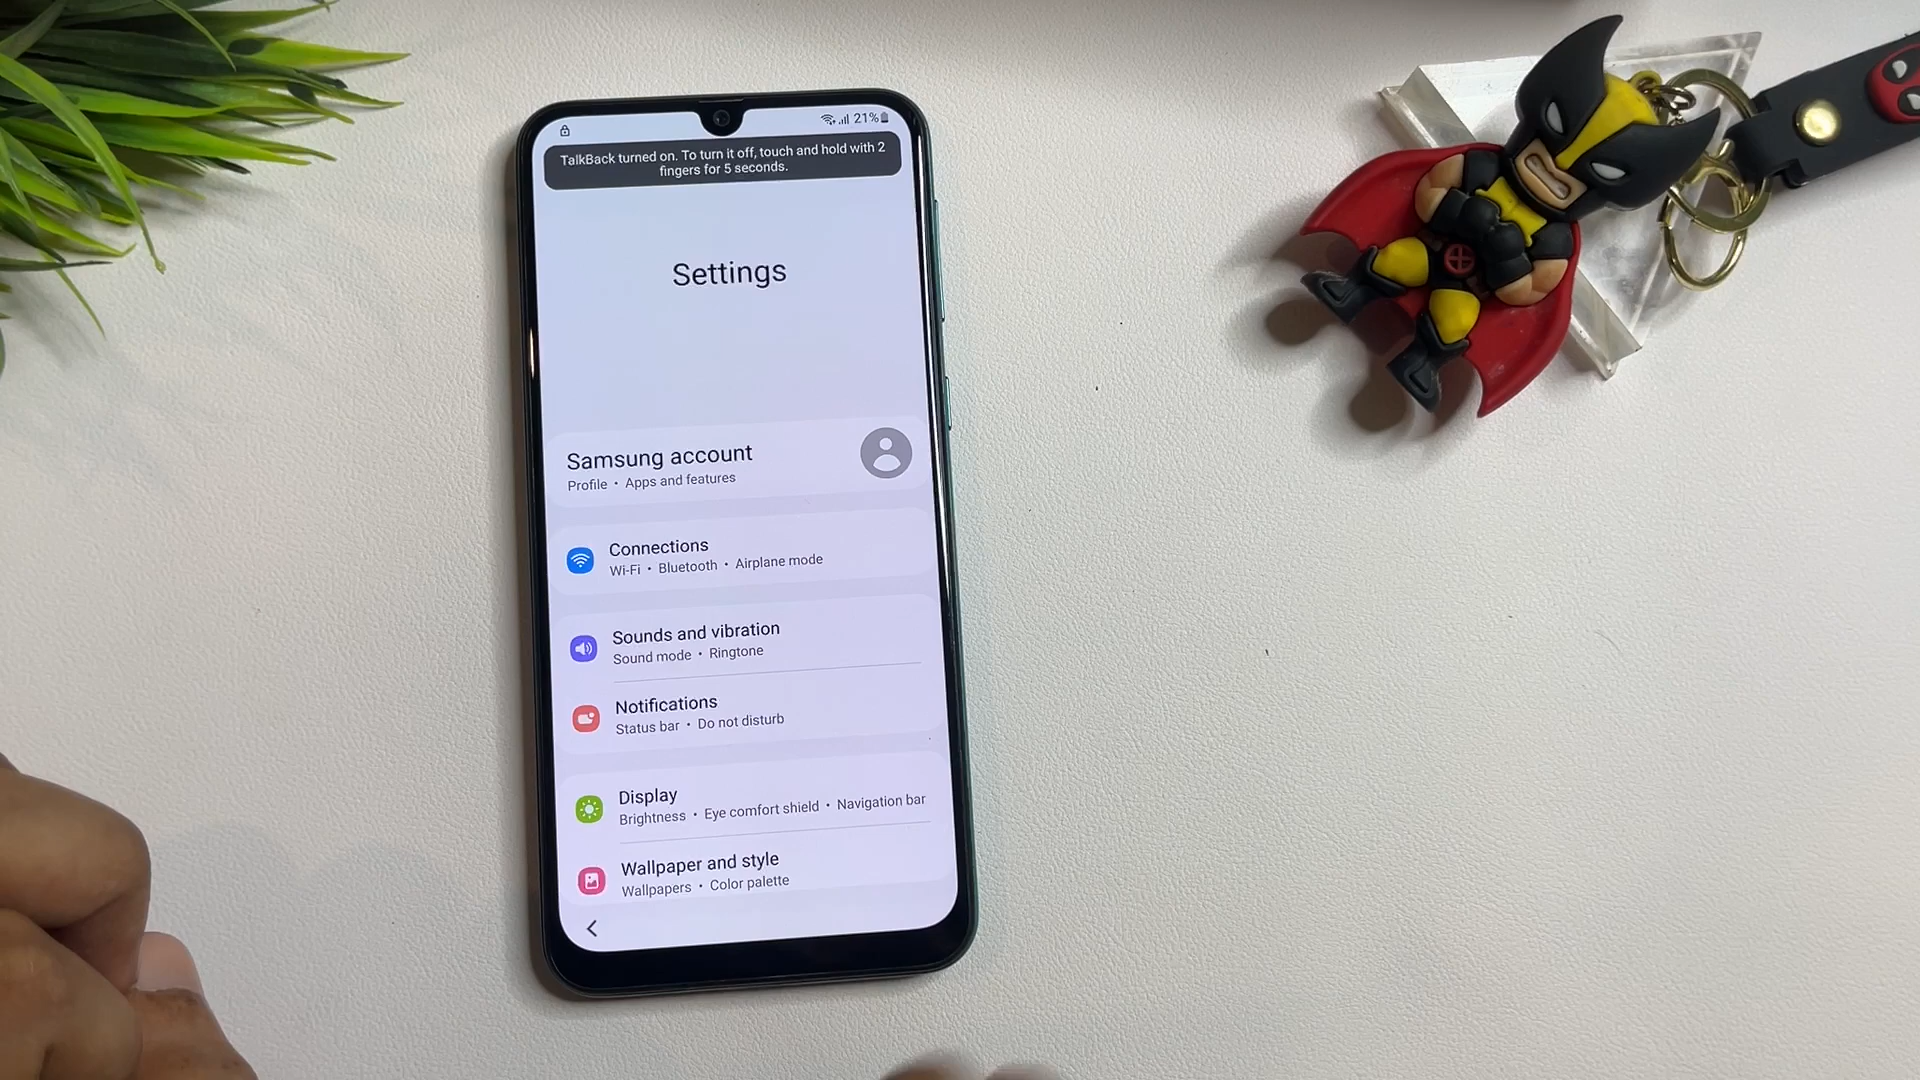 21%
TalkBack turned on. To turn it off, touch and hold with 2
fingers for 5 seconds.
Settings
Samsung account
Profile • Apps and features
Connections
Wi-Fi • Bluetooth • Airplane mode
Sounds and vibration
Sound mode • Ringtone
Notifications
Status bar • Do not disturb
Display
Brightness • Eye comfort shield • Navigation bar
Wallpaper and style
Wallpapers • Color palette